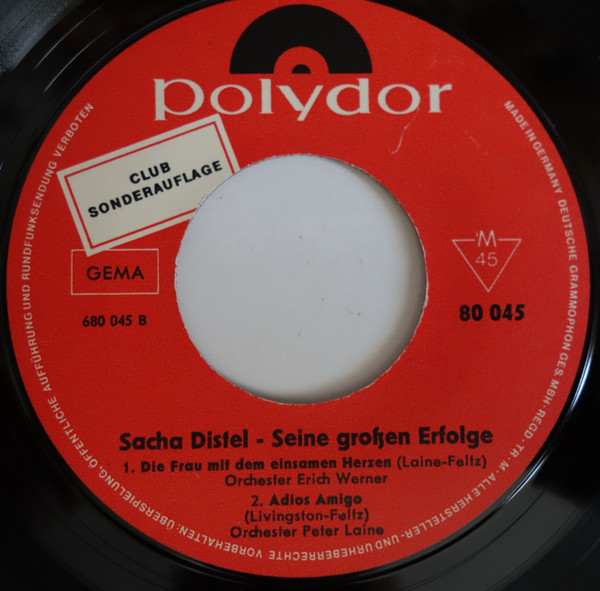 polydor
CLUB
SONDERAUFLAGE
GEMA
M
45
680 045 B
80 045
Sacha Distel - Seine großen Erfolge
1. Die Frau mit dem einsamen Herzen (Laine-Feltz)
Orchester Erich Werner
2. Adios Amigo
(Livingston-Feltz)
Orchester Peter Laine
MADE IN GERMANY DEUTSCHE GRAMMOPHON GES. MBH · REGD. TR. M. · ALLE HERSTELLER- UND URHEBERRECHTE VORBEHALTEN: ÜBERSPIELUNG, ÖFFENTLICHE AUFFÜHRUNG UND RUNDFUNKSENDUNG VERBOTEN